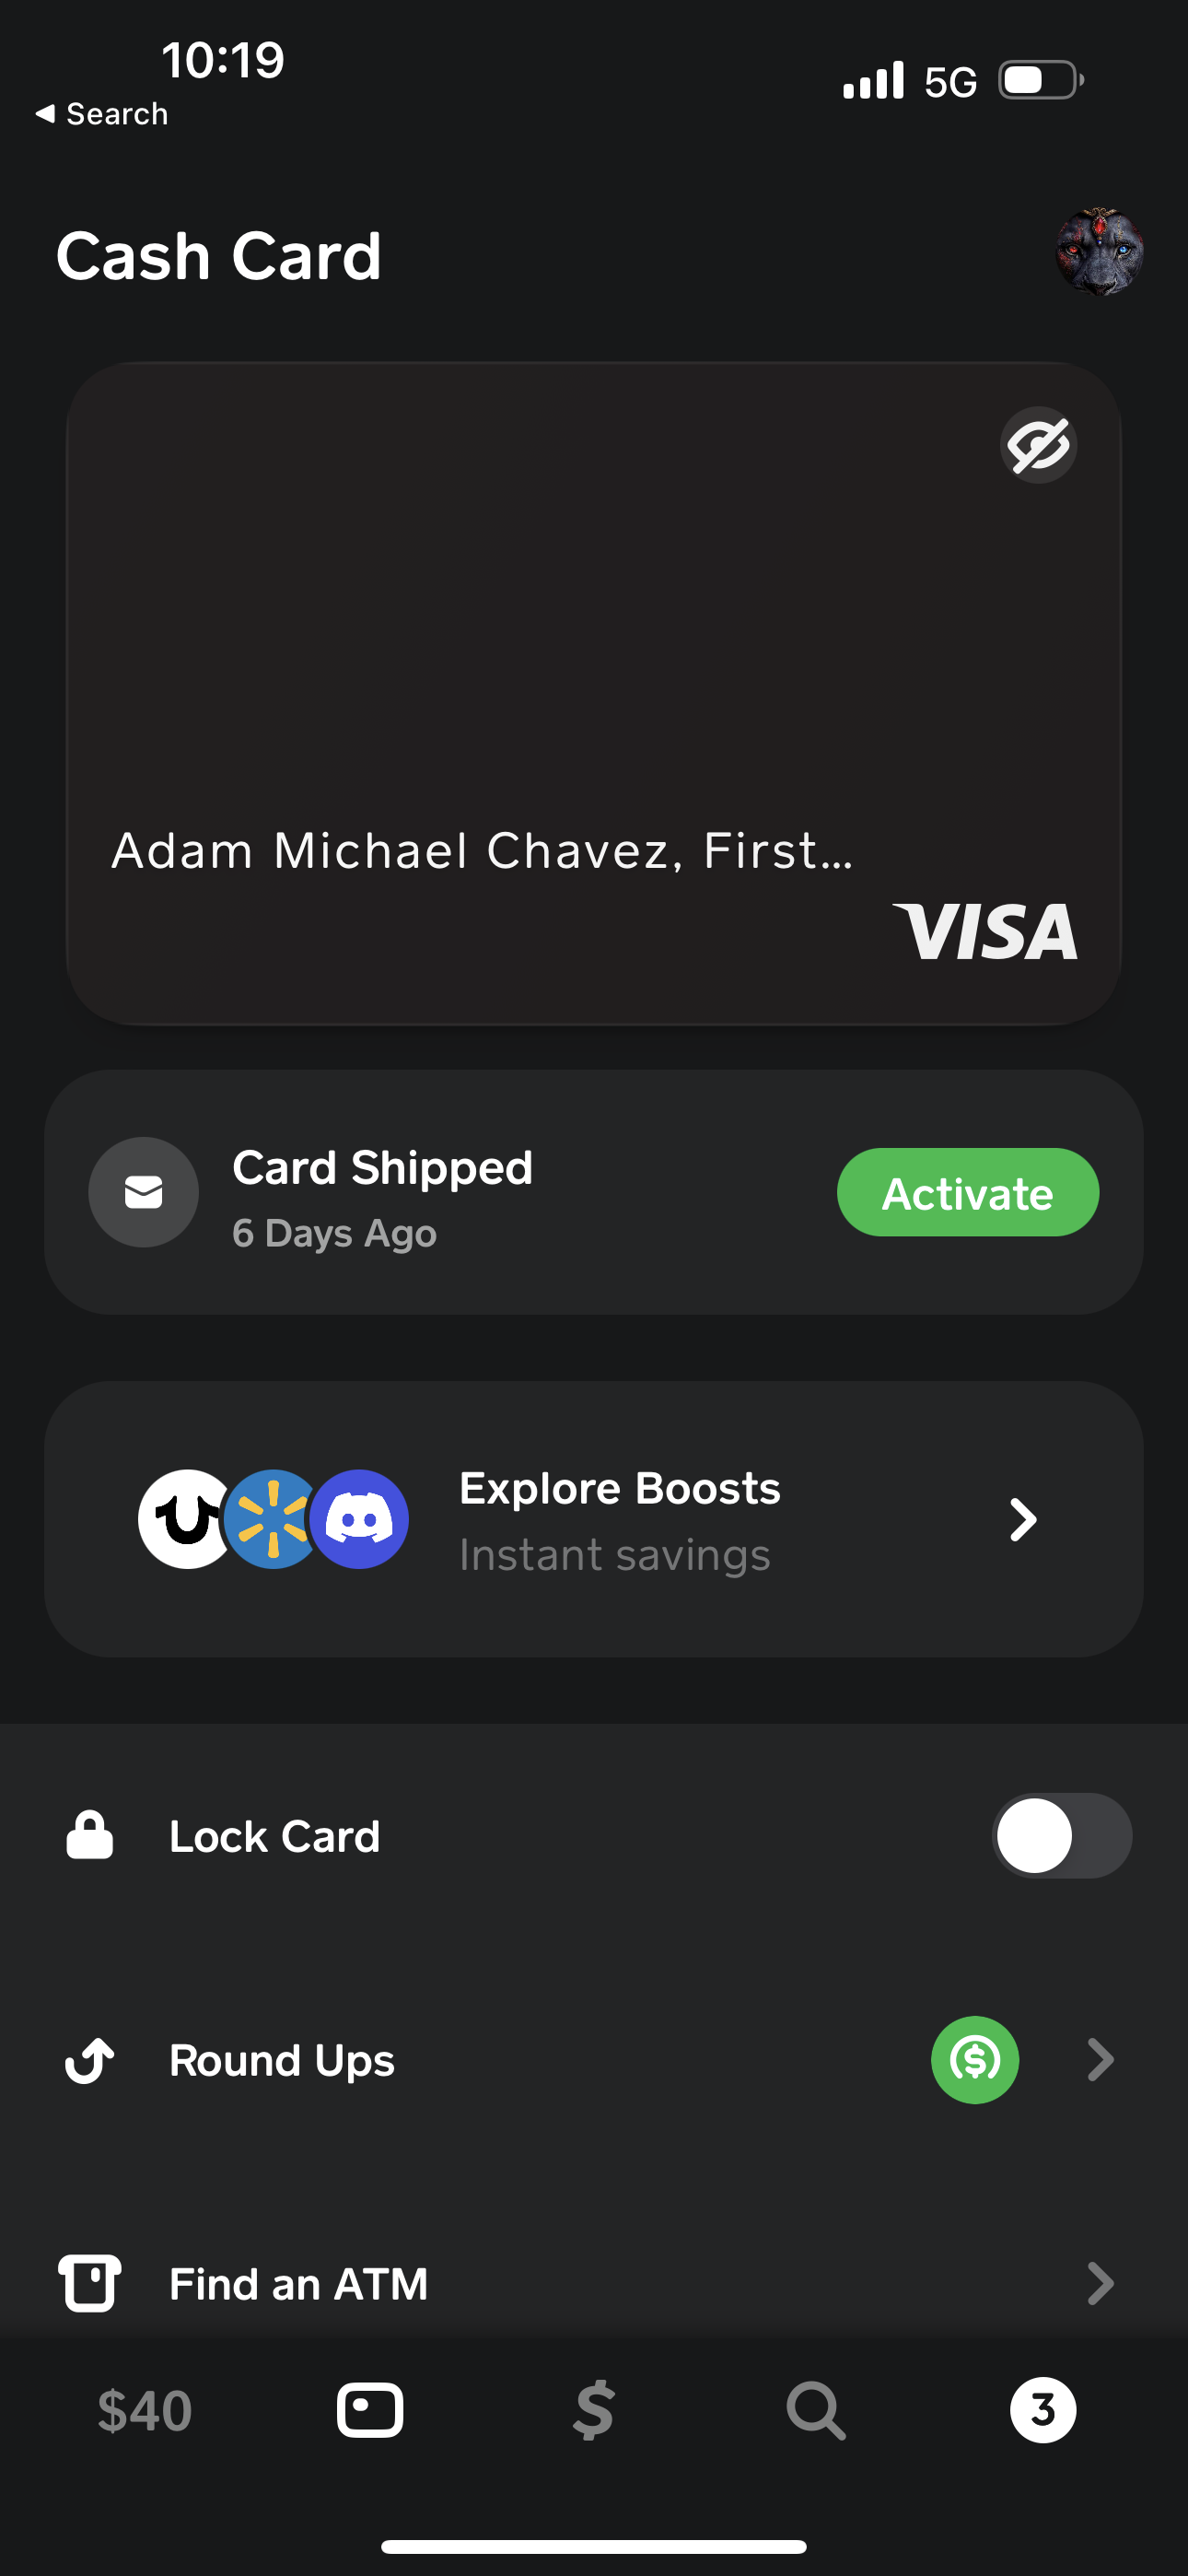 10:19
5G
◀ Search
Cash Card
Adam Michael Chavez, First...
VISA
Card Shipped
6 Days Ago
Activate
Explore Boosts
Instant savings
Lock Card
Round Ups
Find an ATM
$40
$
3